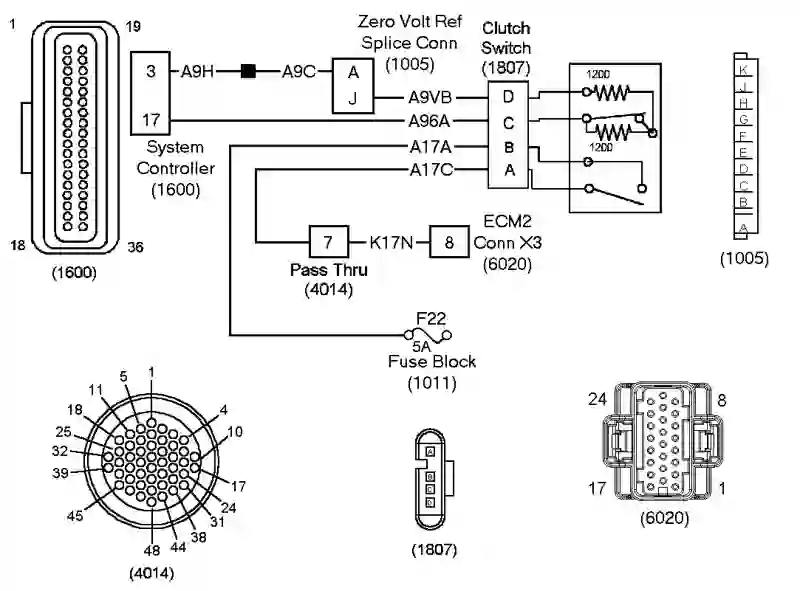 1
19
18
36
(1600)
3
17
System
Controller
(1600)
A9H
A9C
Zero Volt Ref
Splice Conn
(1005)
A
J
A9VB
A96A
A17A
A17C
Clutch
Switch
(1807)
D
C
B
A
120Ω
120Ω
K
J
H
G
F
E
D
C
B
A
(1005)
7
Pass Thru
(4014)
K17N
8
ECM2
Conn X3
(6020)
F22
5A
Fuse Block
(1011)
1
5
11
18
25
32
39
45
48
44
38
31
24
17
10
4
(4014)
A
B
C
D
(1807)
24
8
17
1
(6020)